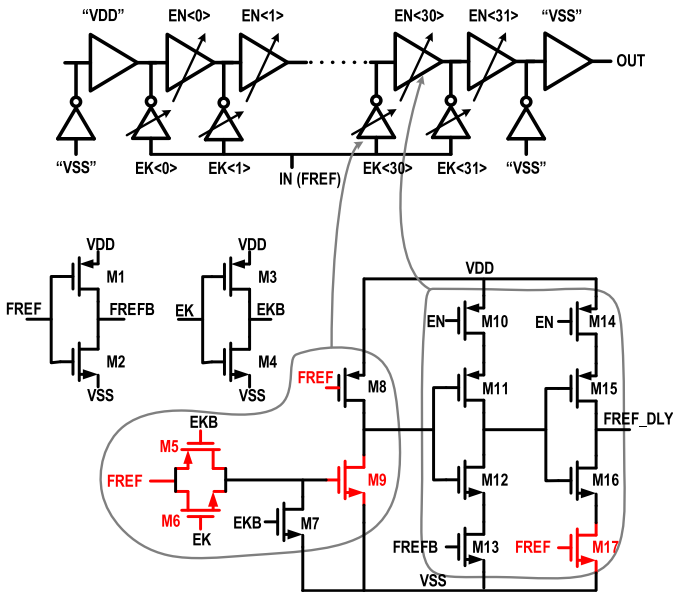 “VDD” EN<0> EN<1> EN<30> EN<31> “VSS”
OUT
“VSS” EK<0> EK<1> EK<30> EK<31> “VSS”
IN (FREF)
VDD VDD
M1 M3
FREF FREFB EK EKB
M2 M4
VSS VSS
VDD
EN M10 EN M14
FREF M8 M11 M15
FREF_DLY
EKB
M5
FREF M9 M12 M16
M6
EK EKB M7 FREFB M13 FREF M17
VSS